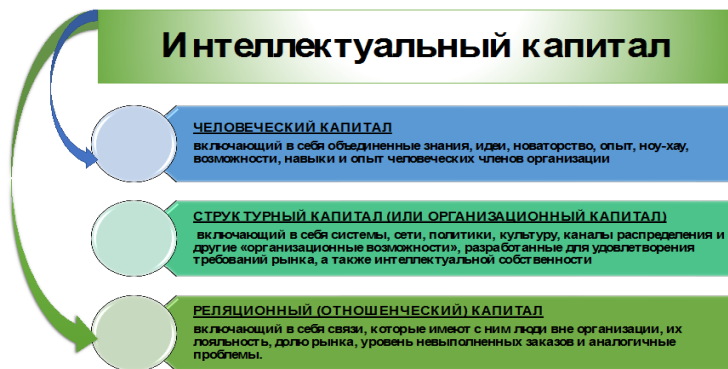 Интеллектуальный капитал
ЧЕЛОВЕЧЕСКИЙ КАПИТАЛ
включающий в себя объединенные знания, идеи, новаторство, опыт, ноу-хау,
возможности, навыки и опыт человеческих членов организации
СТРУКТУРНЫЙ КАПИТАЛ (ИЛИ ОРГАНИЗАЦИОННЫЙ КАПИТАЛ)
включающий в себя системы, сети, политики, культуру, каналы распределения и
другие «организационные возможности», разработанные для удовлетворения
требований рынка, а также интеллектуальной собственности
РЕЛЯЦИОННЫЙ (ОТНОШЕНЧЕСКИЙ) КАПИТАЛ
включающий в себя связи, которые имеют с ним люди вне организации, их
лояльность, долю рынка, уровень невыполненных заказов и аналогичные
проблемы.